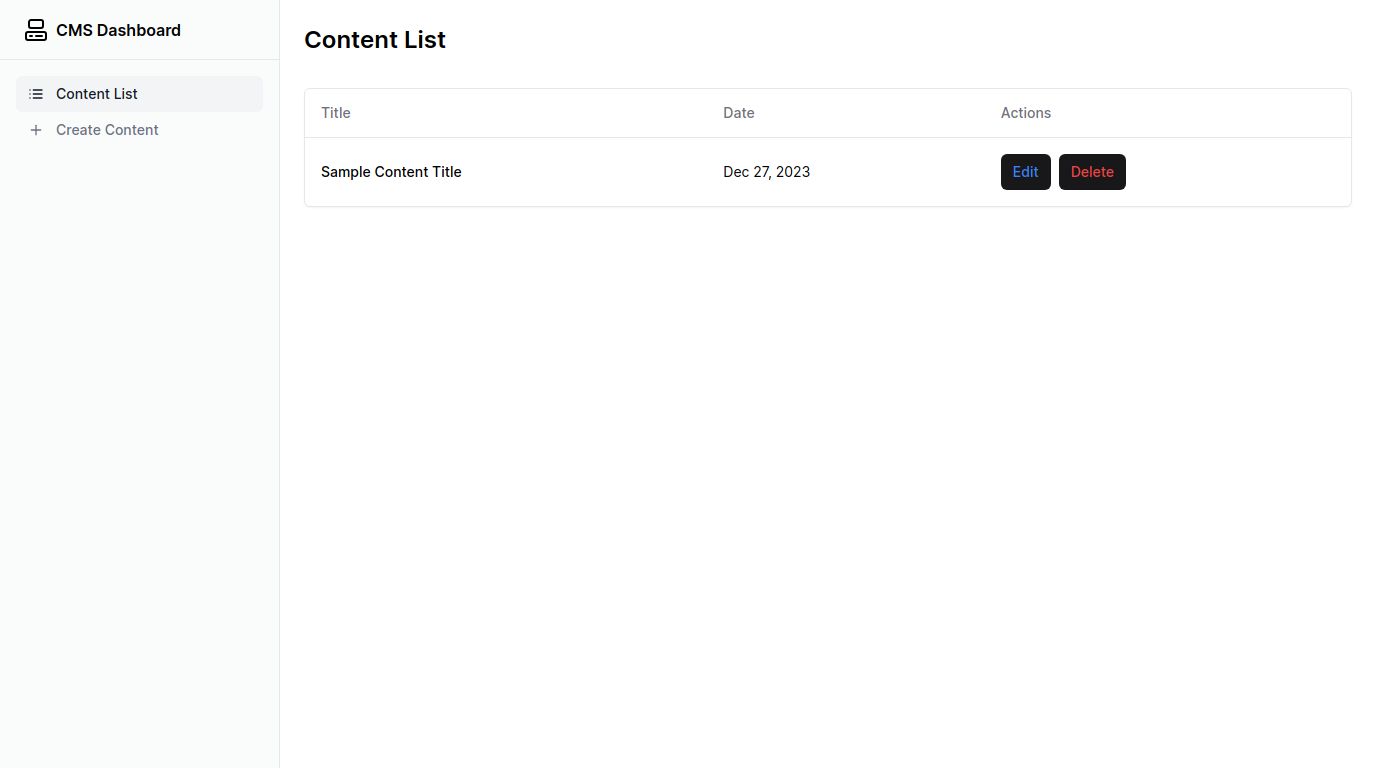 CMS Dashboard
Content List
Create Content
Content List
Title Date Actions
Sample Content Title Dec 27, 2023 Edit Delete